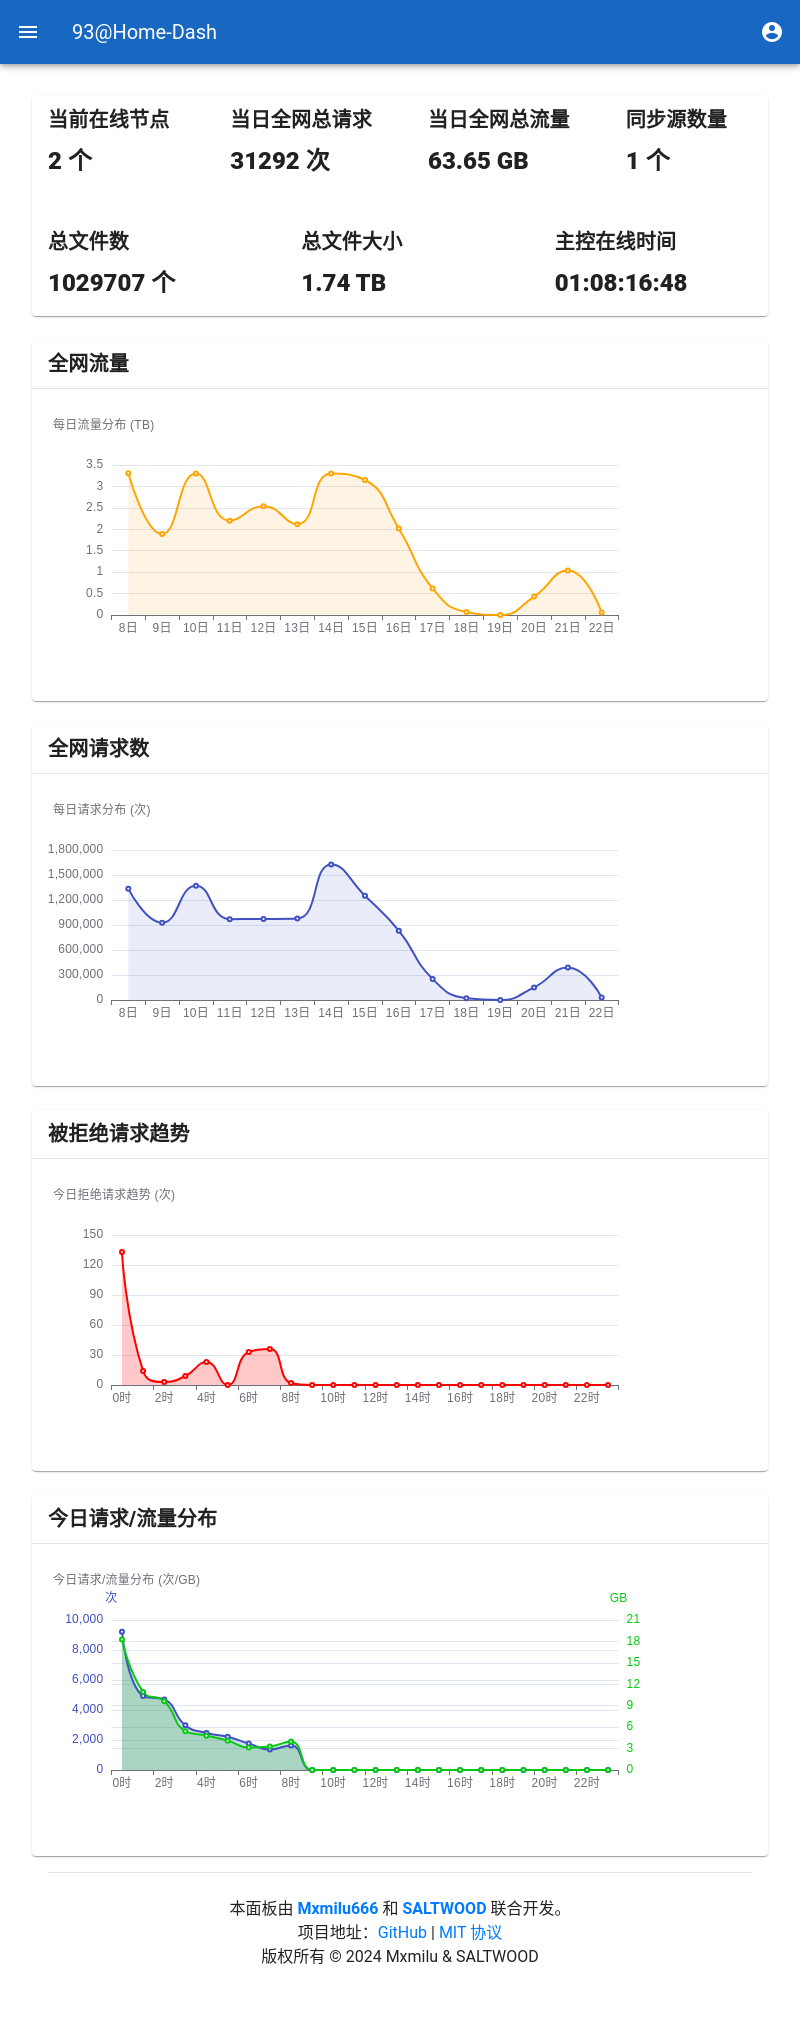 93@Home-Dash
当前在线节点 当日全网总请求 当日全网总流量 同步源数量
2 个 31292 次 63.65 GB 1 个
总文件数 总文件大小 主控在线时间
1029707 个 1.74 TB 01:08:16:48
全网流量
每日流量分布 (TB)
3.5
3
2.5
2
1.5
1
0.5
0
8日 9日 10日 11日 12日 13日 14日 15日 16日 17日 18日 19日 20日 21日 22日
全网请求数
每日请求分布 (次)
1,800,000
1,500,000
1,200,000
900,000
600,000
300,000
0
8日 9日 10日 11日 12日 13日 14日 15日 16日 17日 18日 19日 20日 21日 22日
被拒绝请求趋势
今日拒绝请求趋势 (次)
150
120
90
60
30
0
0时 2时 4时 6时 8时 10时 12时 14时 16时 18时 20时 22时
今日请求/流量分布
今日请求/流量分布 (次/GB)
次 GB
10,000 21
8,000 18
15
6,000 12
4,000 9
6
2,000 3
0 0
0时 2时 4时 6时 8时 10时 12时 14时 16时 18时 20时 22时
本面板由 Mxmilu666 和 SALTWOOD 联合开发。
项目地址：GitHub | MIT 协议
版权所有 © 2024 Mxmilu & SALTWOOD